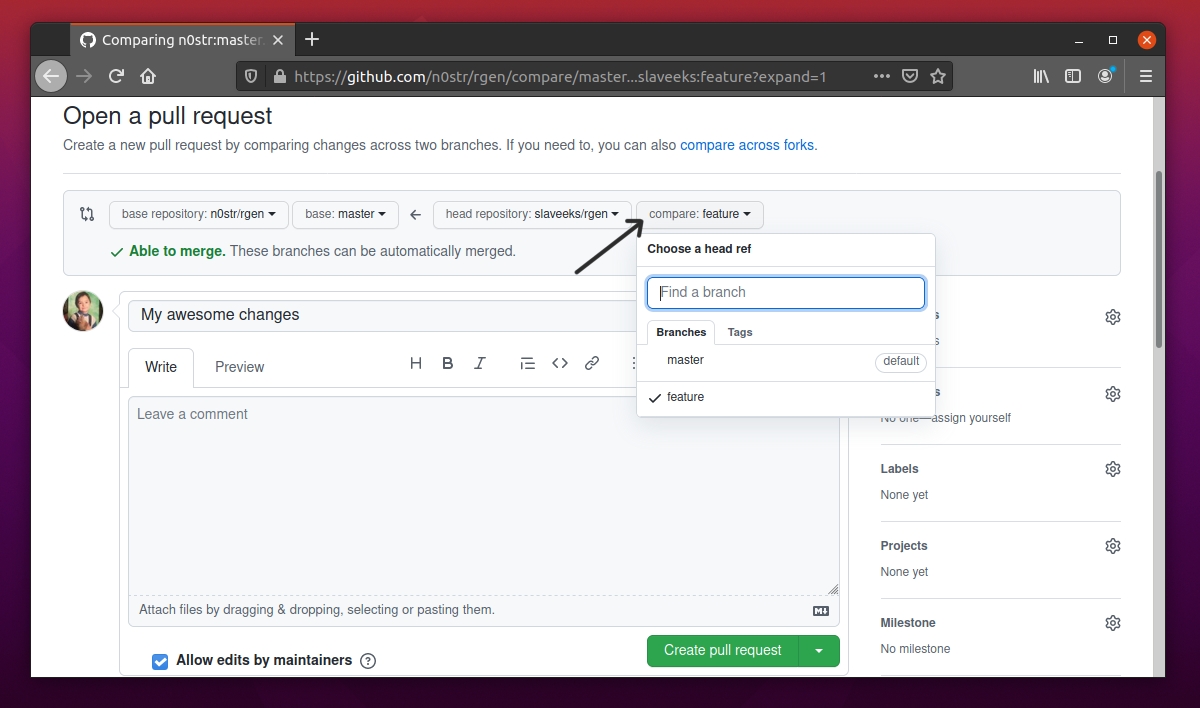 Comparing n0str:master
https://github.com/n0str/rgen/compare/master...slaveeks:feature?expand=1
Open a pull request
Create a new pull request by comparing changes across two branches. If you need to, you can also compare across forks.
base repository: n0str/rgen
base: master
head repository: slaveeks/rgen
compare: feature
Able to merge. These branches can be automatically merged.
Choose a head ref
Find a branch
Branches
Tags
master
default
feature
My awesome changes
Write
Preview
Leave a comment
Attach files by dragging & dropping, selecting or pasting them.
Allow edits by maintainers
Create pull request
No one—assign yourself
Labels
None yet
Projects
None yet
Milestone
No milestone